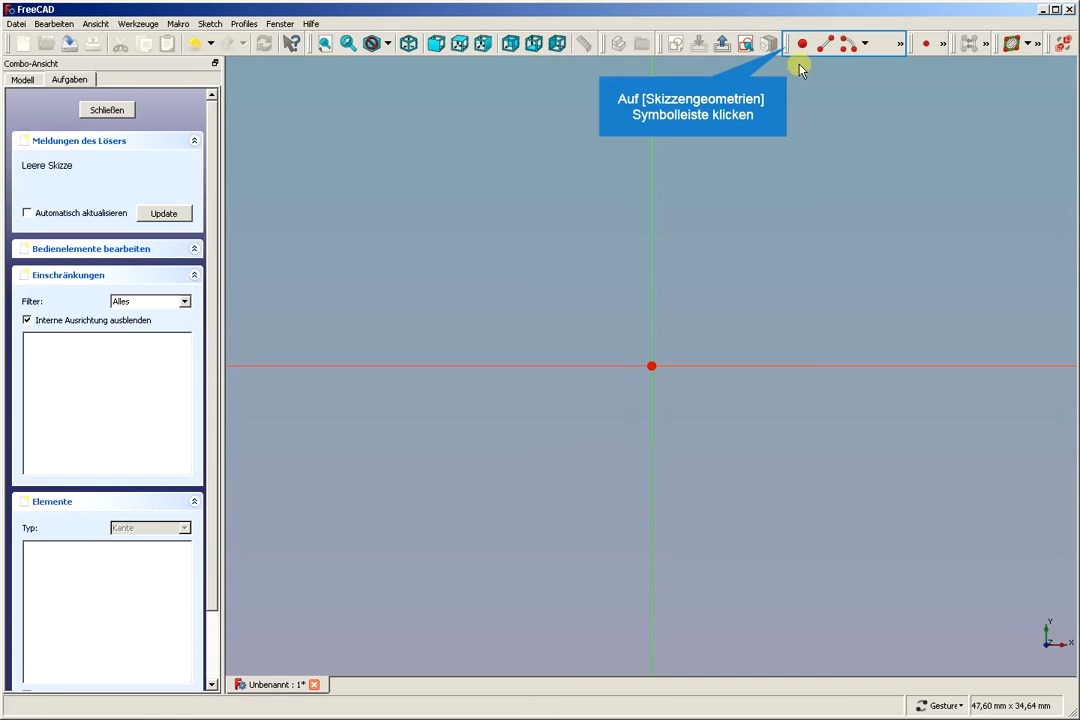 FreeCAD
Datei Bearbeiten Ansicht Werkzeuge Makro Sketch Profiles Fenster Hilfe
Combo-Ansicht
Modell Aufgaben
Auf [Skizzengeometrien]
Symbolleiste klicken
Schließen
Meldungen des Lösers
Leere Skizze
Automatisch aktualisieren Update
Bedienelemente bearbeiten
Einschränkungen
Filter: Alles
Interne Ausrichtung ausblenden
Elemente
Typ: Kante
Y
Z X
Unbenannt : 1*
Gesture 47,60 mm x 34,64 mm